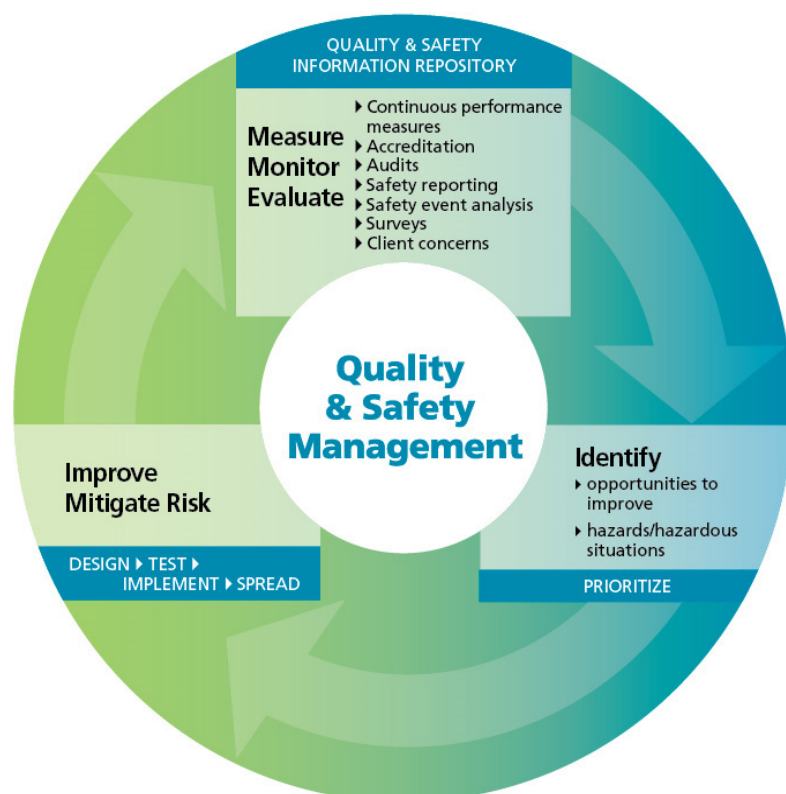 QUALITY & SAFETY
INFORMATION REPOSITORY
Measure
Monitor
Evaluate
‣ Continuous performance
measures
‣ Accreditation
‣ Audits
‣ Safety reporting
‣ Safety event analysis
‣ Surveys
‣ Client concerns
Quality
& Safety
Management
Identify
‣ opportunities to
improve
‣ hazards/hazardous
situations
PRIORITIZE
Improve
Mitigate Risk
DESIGN ‣ TEST ‣
IMPLEMENT ‣ SPREAD